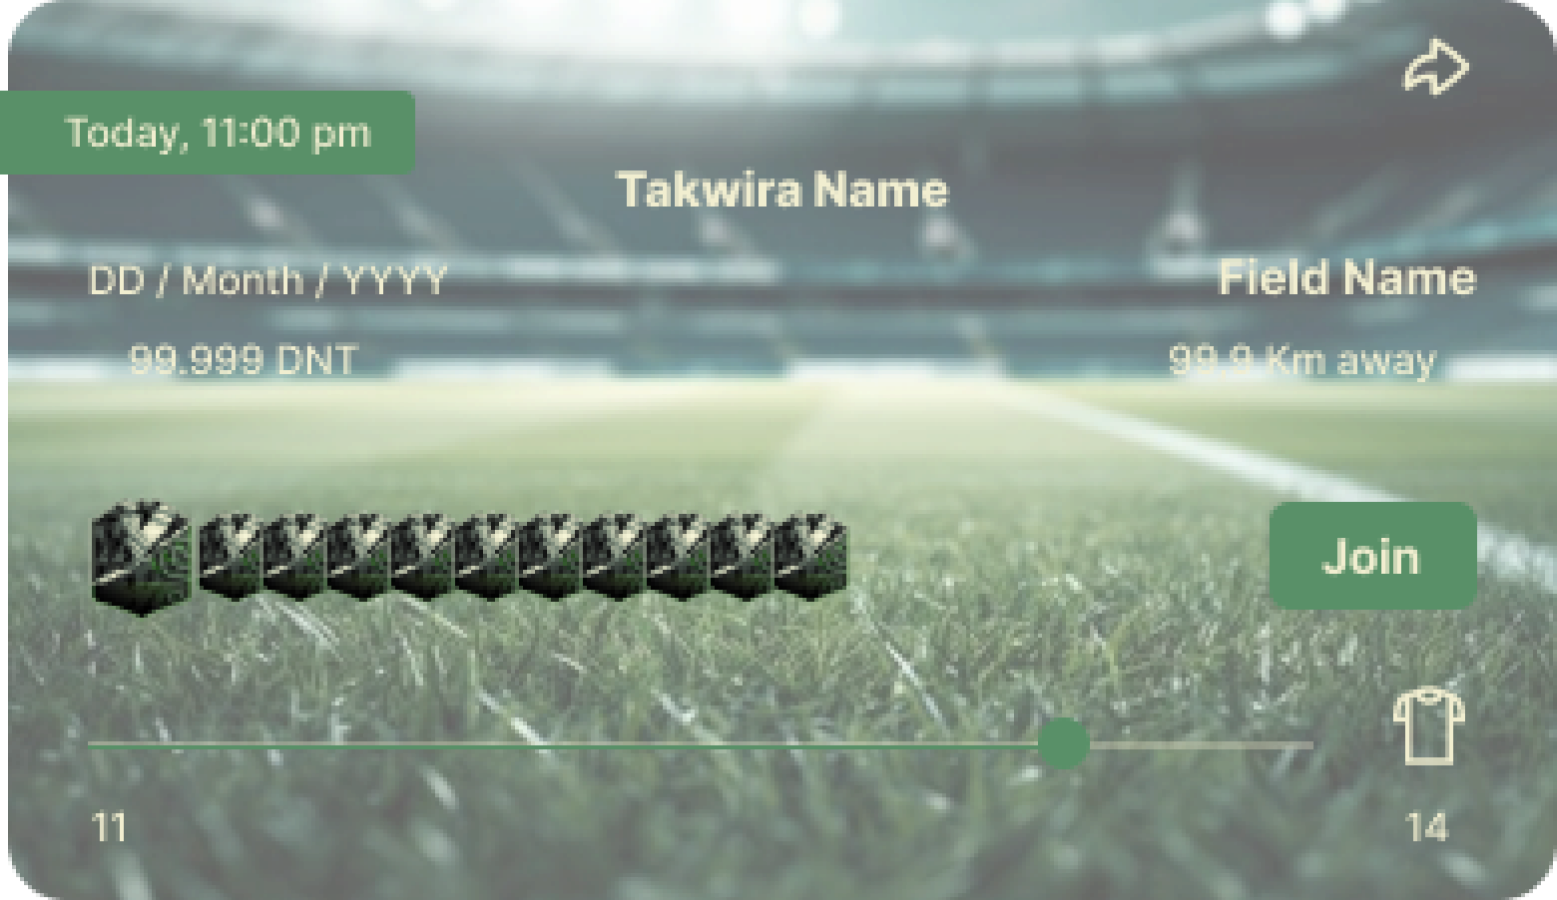 Today, 11:00 pm
Takwira Name
DD / Month / YYYY
Field Name
99.999 DNT
99.9 Km away
Join
11
14